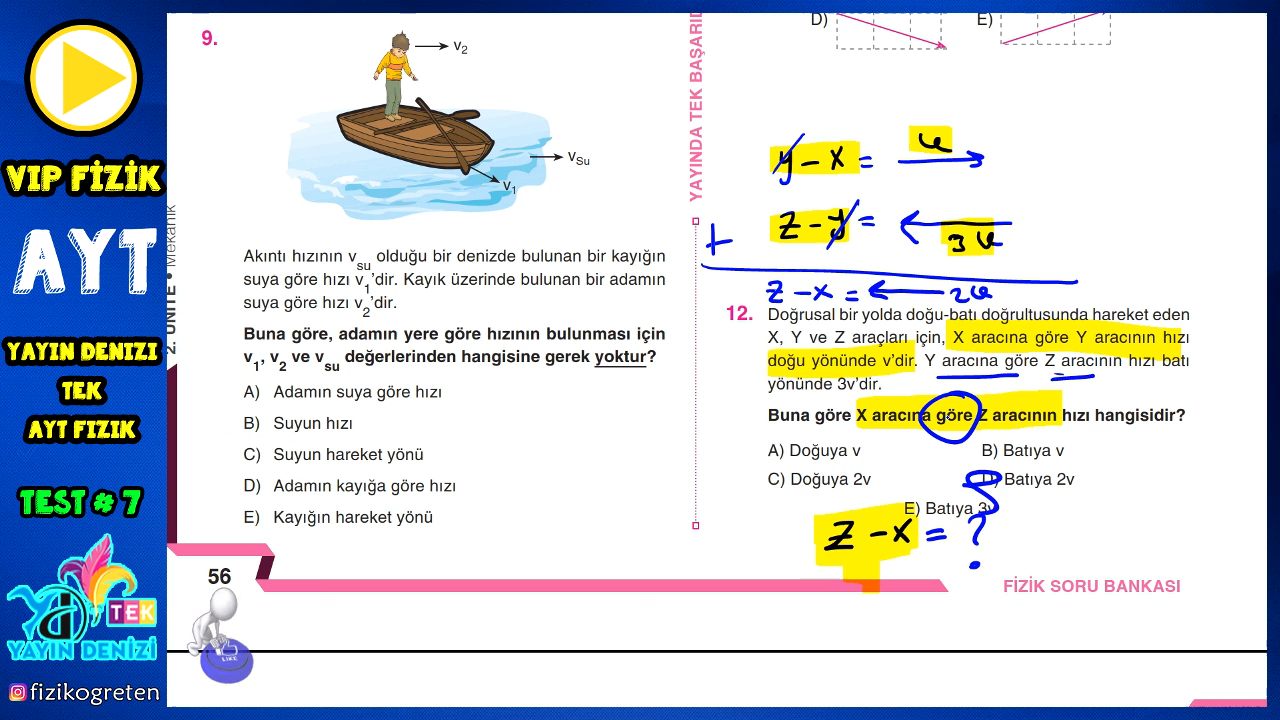 VIP FİZİK
AYT
YAYIN DENIZI
TEK
AYT FIZIK
TEST # 7
TEK
YAYIN DENİZİ
fizikogreten
2. ÜNİTE • Mekanik
9.
v2
vSu
v1
Akıntı hızının vsu olduğu bir denizde bulunan bir kayığın
suya göre hızı v1'dir. Kayık üzerinde bulunan bir adamın
suya göre hızı v2'dir.
Buna göre, adamın yere göre hızının bulunması için
v1, v2 ve vsu değerlerinden hangisine gerek yoktur?
A) Adamın suya göre hızı
B) Suyun hızı
C) Suyun hareket yönü
D) Adamın kayığa göre hızı
E) Kayığın hareket yönü
56
LIKE
YAYINDA TEK BAŞARID
D)
E)
y - x = v
z - y = 3v
+
z - x = 2v
12. Doğrusal bir yolda doğu-batı doğrultusunda hareket eden
X, Y ve Z araçları için, X aracına göre Y aracının hızı
doğu yönünde v'dir. Y aracına göre Z aracının hızı batı
yönünde 3v'dir.
Buna göre X aracına göre Z aracının hızı hangisidir?
A) Doğuya v
B) Batıya v
C) Doğuya 2v
D) Batıya 2v
E) Batıya 3v
z - x = ?
FİZİK SORU BANKASI